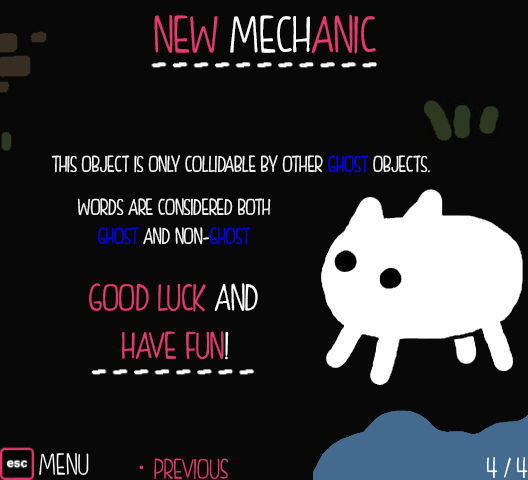 NEW MECHANIC
THIS OBJECT IS ONLY COLLIDABLE BY OTHER GHOST OBJECTS.
WORDS ARE CONSIDERED BOTH
GHOST AND NON-GHOST
GOOD LUCK AND
HAVE FUN!
esc MENU
• PREVIOUS
4 / 4